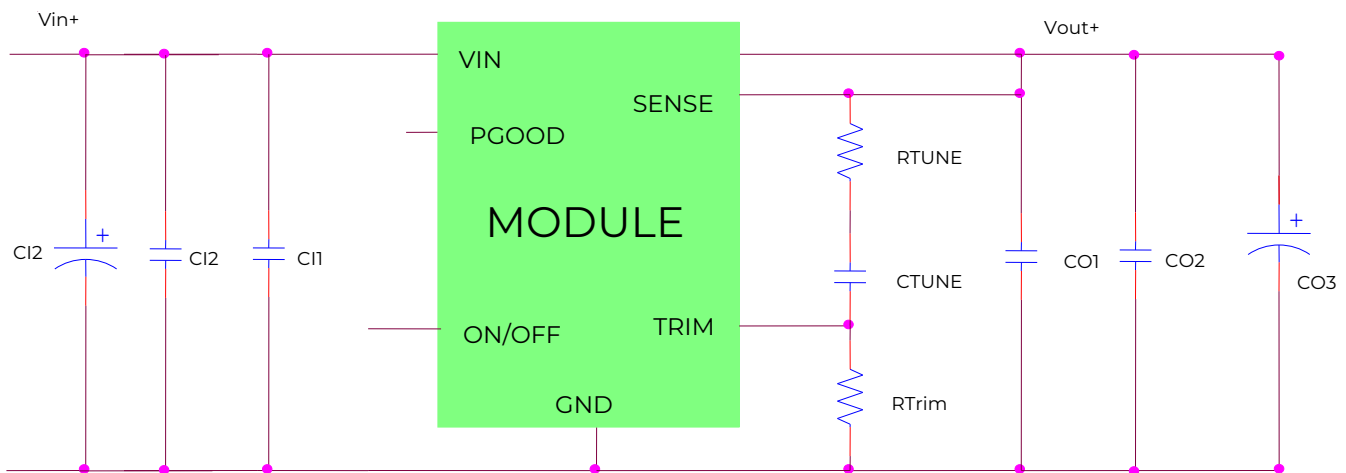 Vin+
Vout+
VIN
SENSE
PGOOD
RTUNE
MODULE
+
+
CI2
CI2
CI1
CO1
CO2
CO3
CTUNE
ON/OFF
TRIM
GND
RTrim